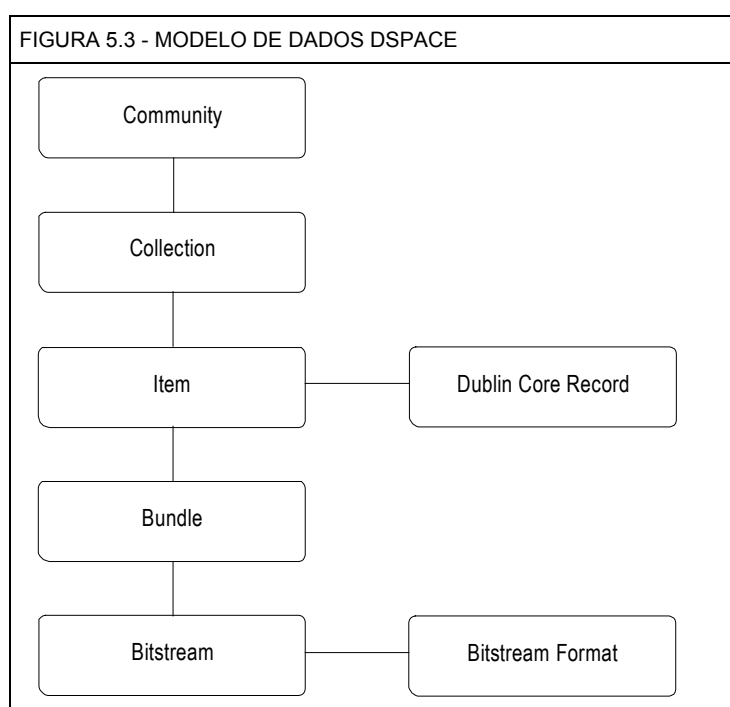 FIGURA 5.3 - MODELO DE DADOS DSPACE
Community
Collection
Item
Dublin Core Record
Bundle
Bitstream
Bitstream Format